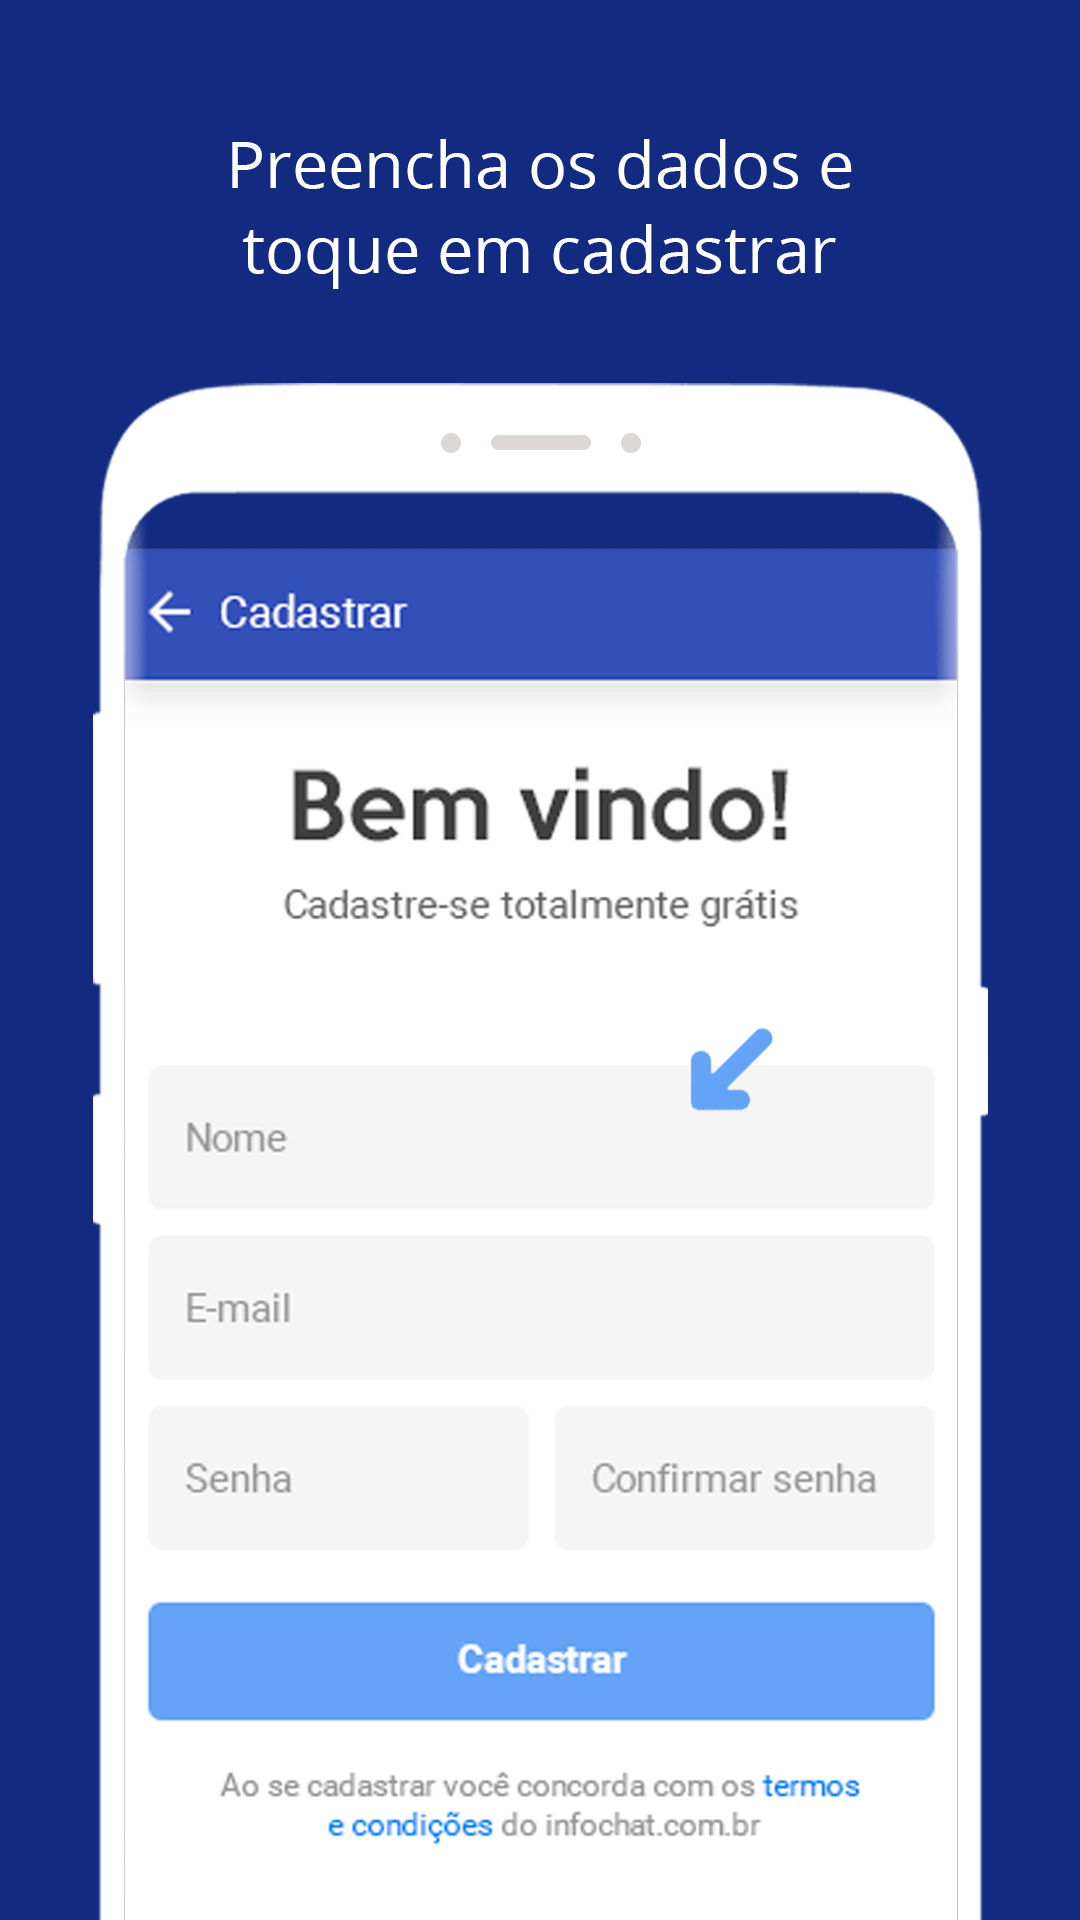 Preencha os dados e
toque em cadastrar
Cadastrar
Bem vindo!
Cadastre-se totalmente grátis
Nome
E-mail
Senha
Confirmar senha
Cadastrar
Ao se cadastrar você concorda com os termos
e condições do infochat.com.br